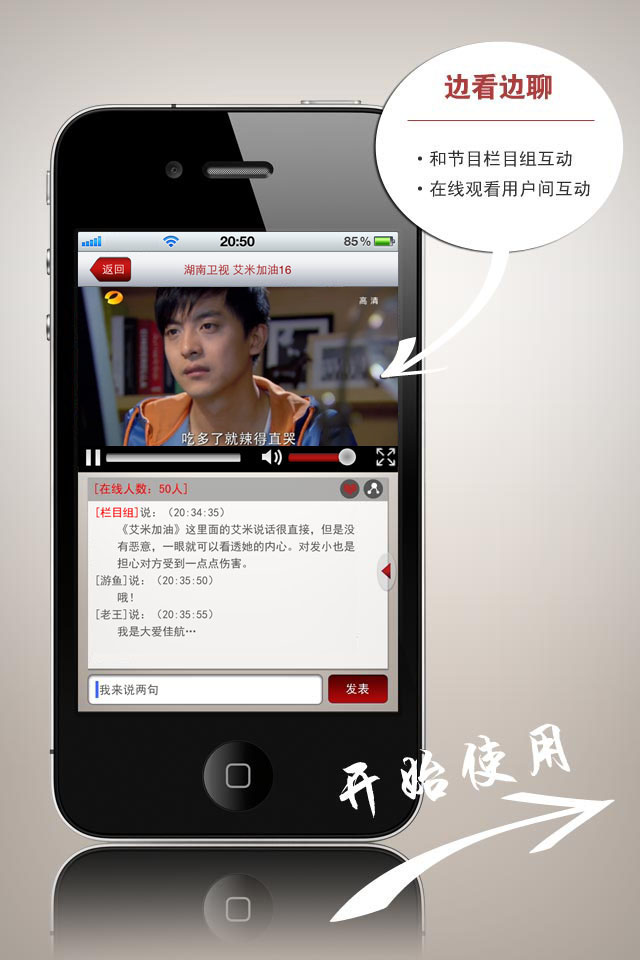 边看边聊
• 和节目栏目组互动
• 在线观看用户间互动
20:50
85%
返回
湖南卫视 艾米加油16
高清
吃多了就辣得直哭
[在线人数: 50人]
[栏目组]说: (20:34:35)
《艾米加油》这里面的艾米说话很直接，但是没
有恶意，一眼就可以看透她的内心。对发小也是
担心对方受到一点点伤害。
[游鱼]说: (20:35:50)
哦！
[老王]说: (20:35:55)
我是大爱佳航…
我来说两句
发表
开始使用